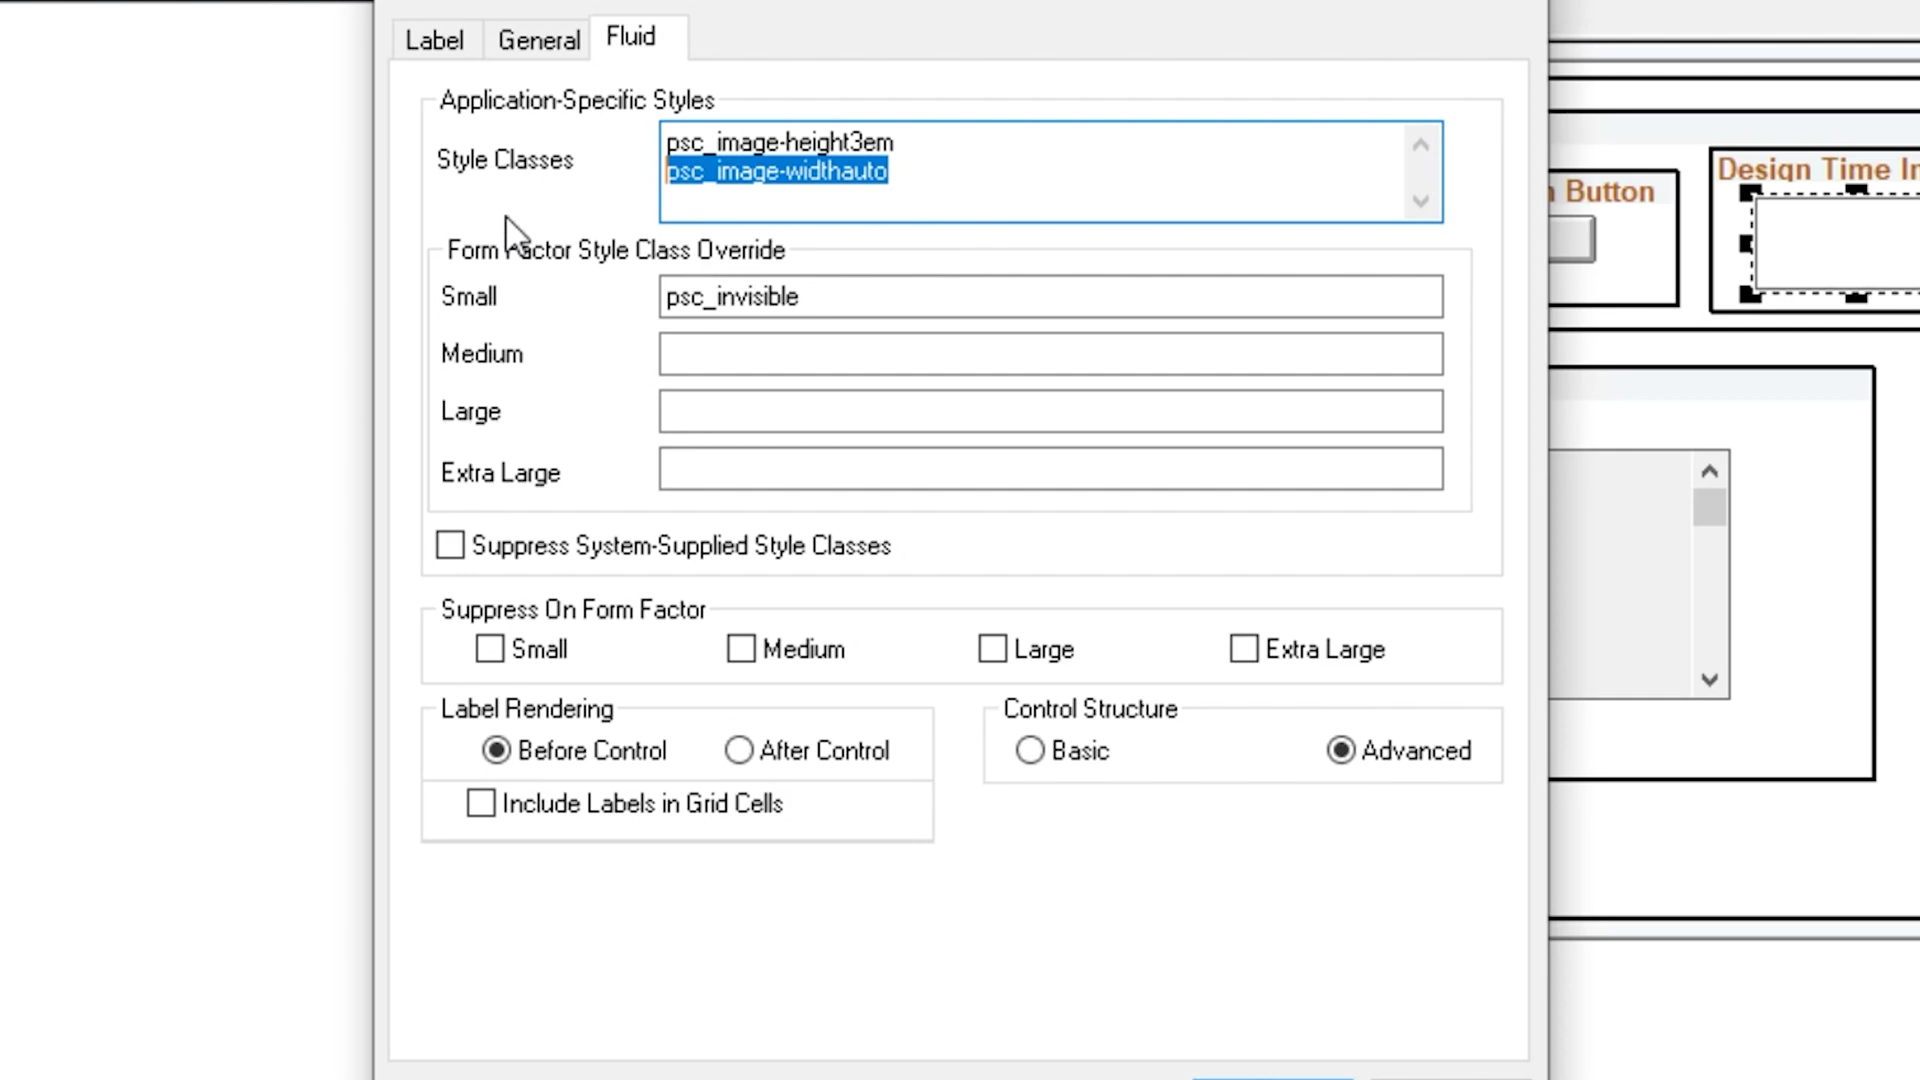 Label General Fluid
Application-Specific Styles
Style Classes
psc_image-height3em
psc_image-widthauto
Form Factor Style Class Override
Small psc_invisible
Medium
Large
Extra Large
Suppress System-Supplied Style Classes
Suppress On Form Factor
Small Medium Large Extra Large
Label Rendering
Before Control After Control
Include Labels in Grid Cells
Control Structure
Basic Advanced
Button
Design Time